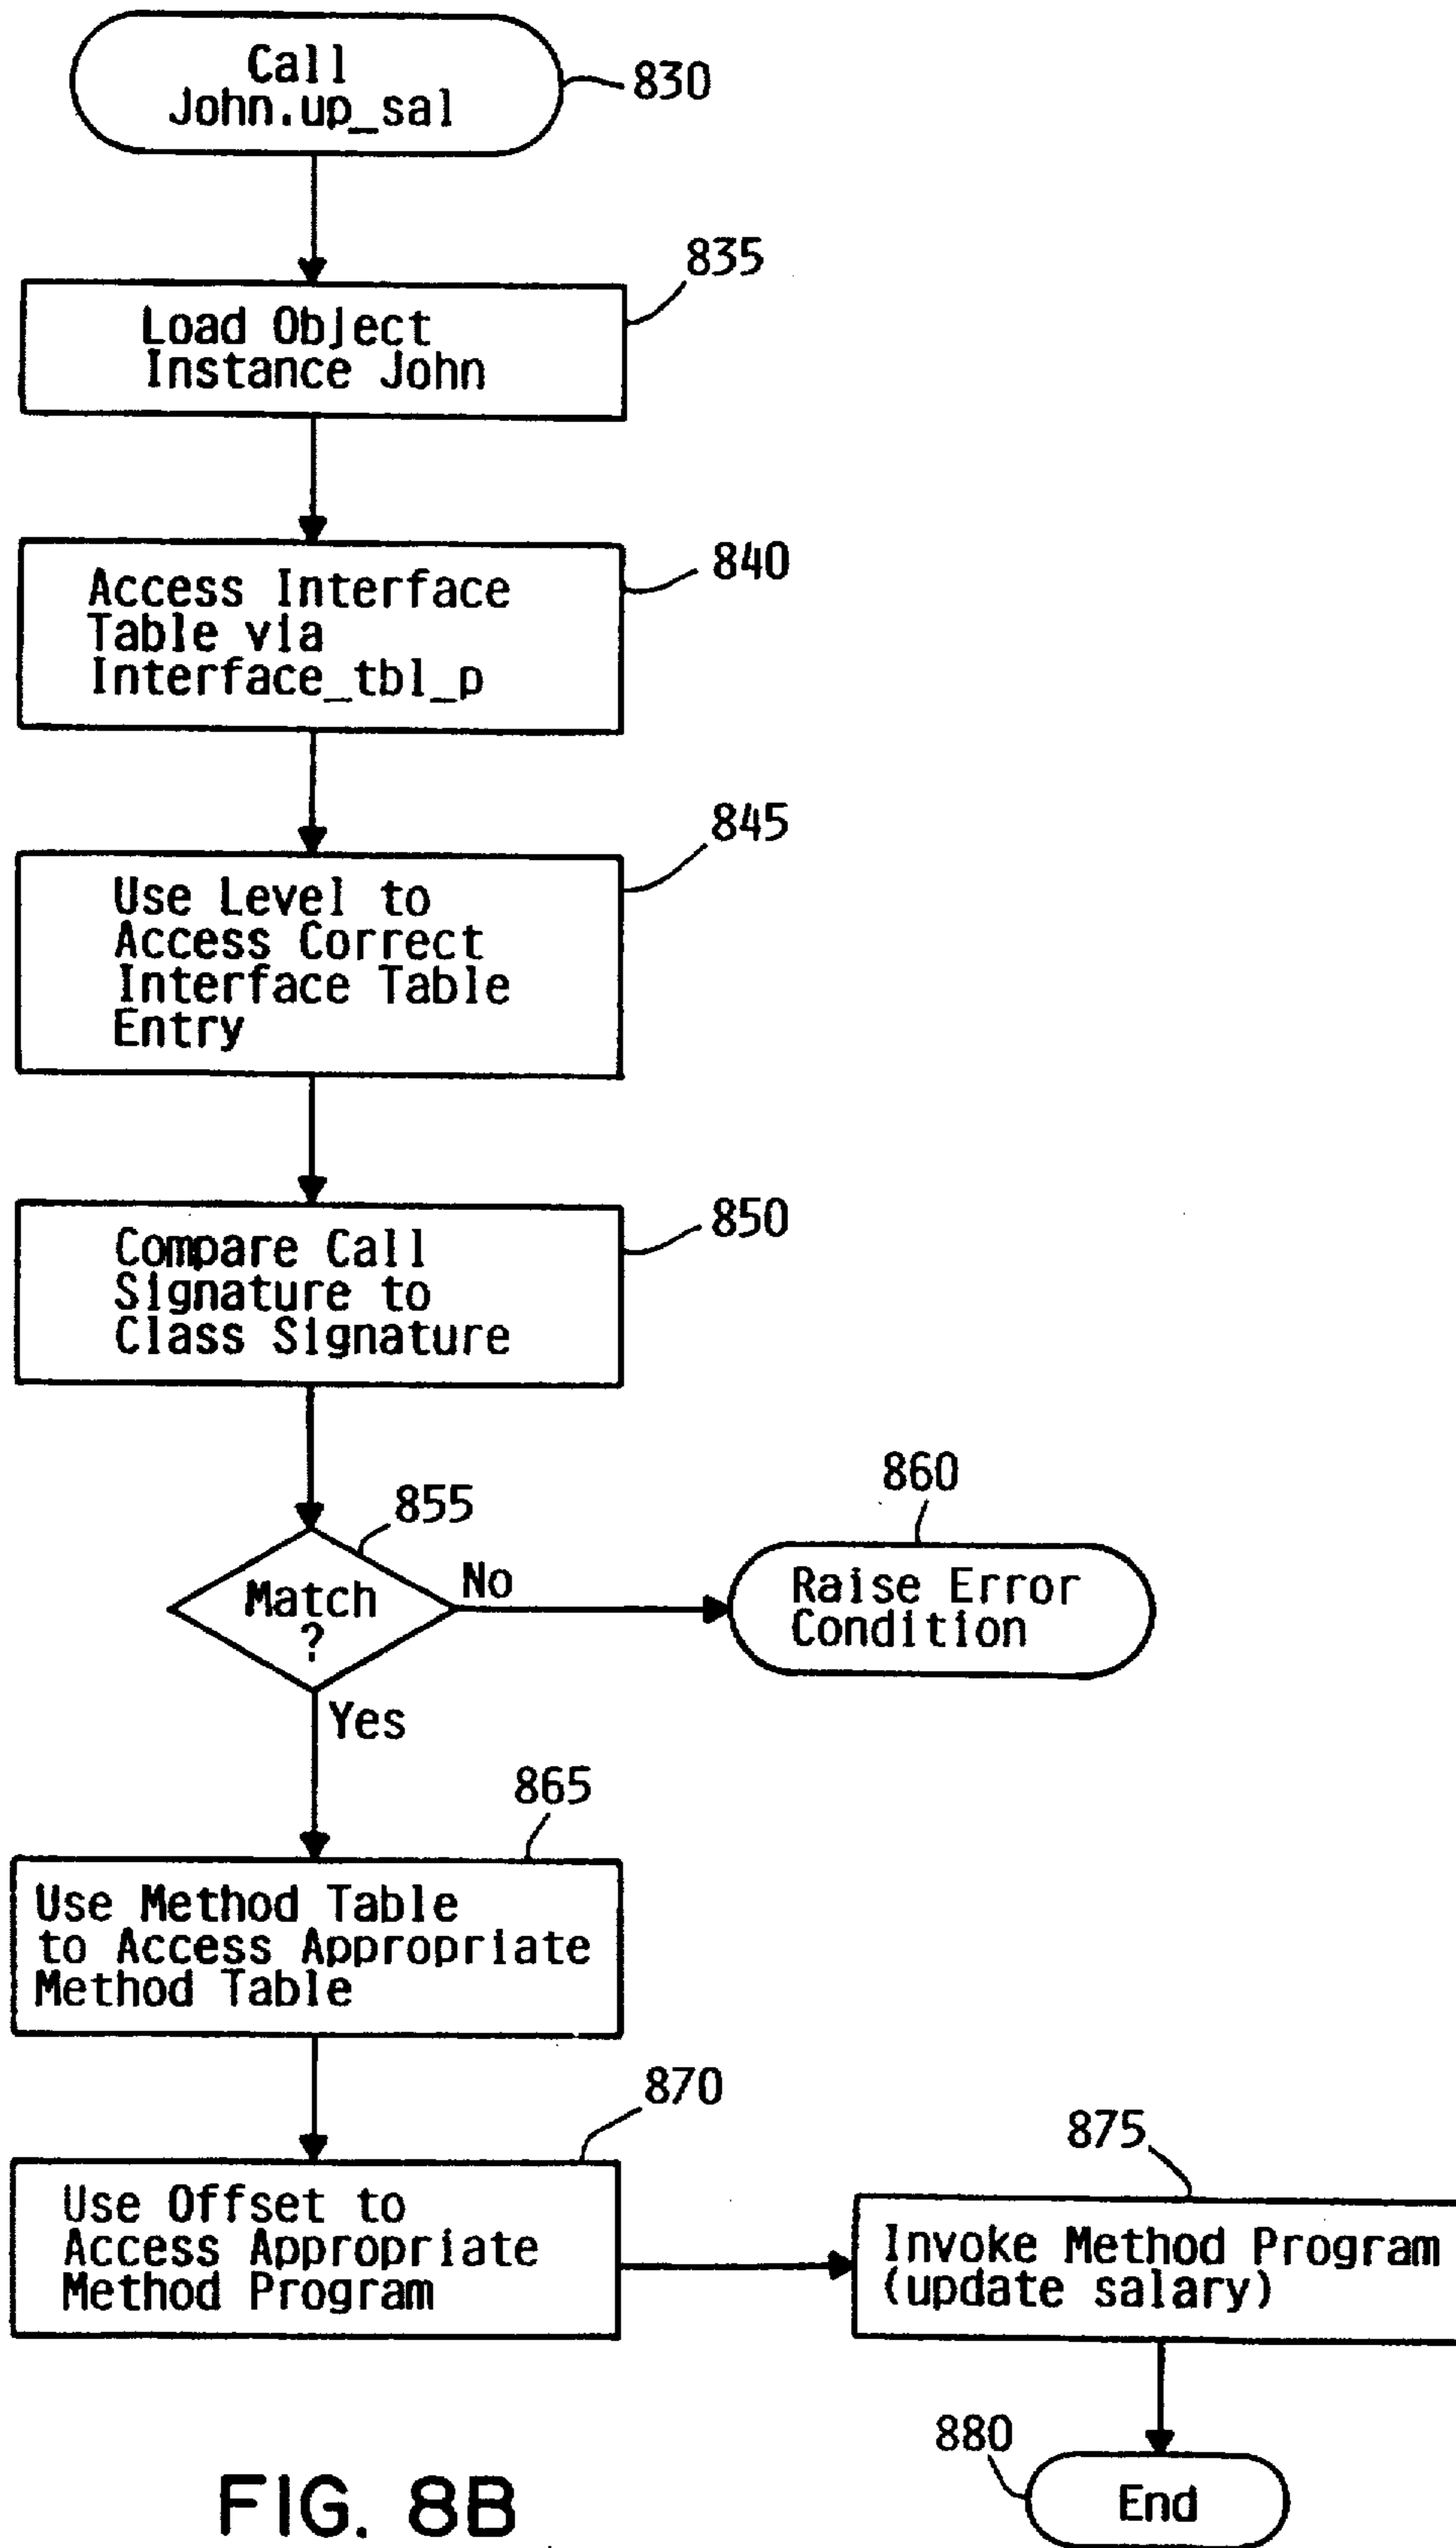 Call
John.up_sal
830
835
Load Object
Instance John
840
Access Interface
Table via
Interface_tbl_p
845
Use Level to
Access Correct
Interface Table
Entry
850
Compare Call
Signature to
Class Signature
855
Match
?
No
860
Raise Error
Condition
Yes
865
Use Method Table
to Access Appropriate
Method Table
870
Use Offset to
Access Appropriate
Method Program
875
Invoke Method Program
(update salary)
880
End
FIG. 8B